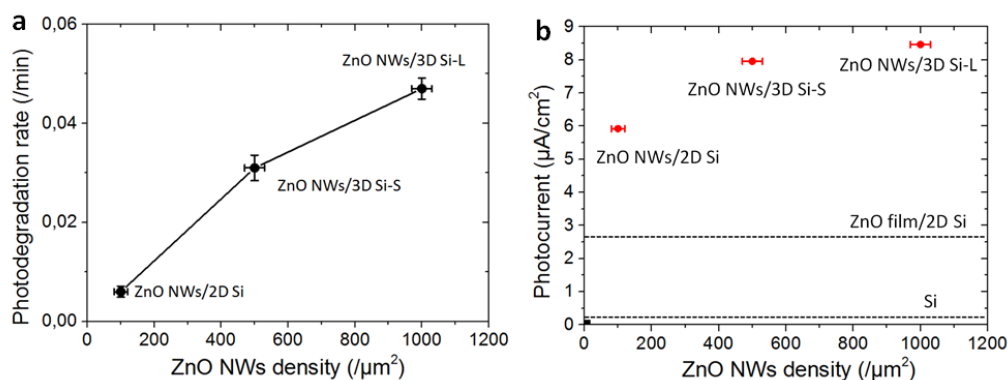 a
Photodegradation rate (/min)
0,06
0,04
0,02
0,00
ZnO NWs/3D Si-L
ZnO NWs/3D Si-S
ZnO NWs/2D Si
0 200 400 600 800 1000 1200
ZnO NWs density (/µm²)
b
Photocurrent (µA/cm²)
9
8
7
6
5
4
3
2
1
0
ZnO NWs/3D Si-S
ZnO NWs/3D Si-L
ZnO NWs/2D Si
ZnO film/2D Si
Si
0 200 400 600 800 1000 1200
ZnO NWs density (/µm²)